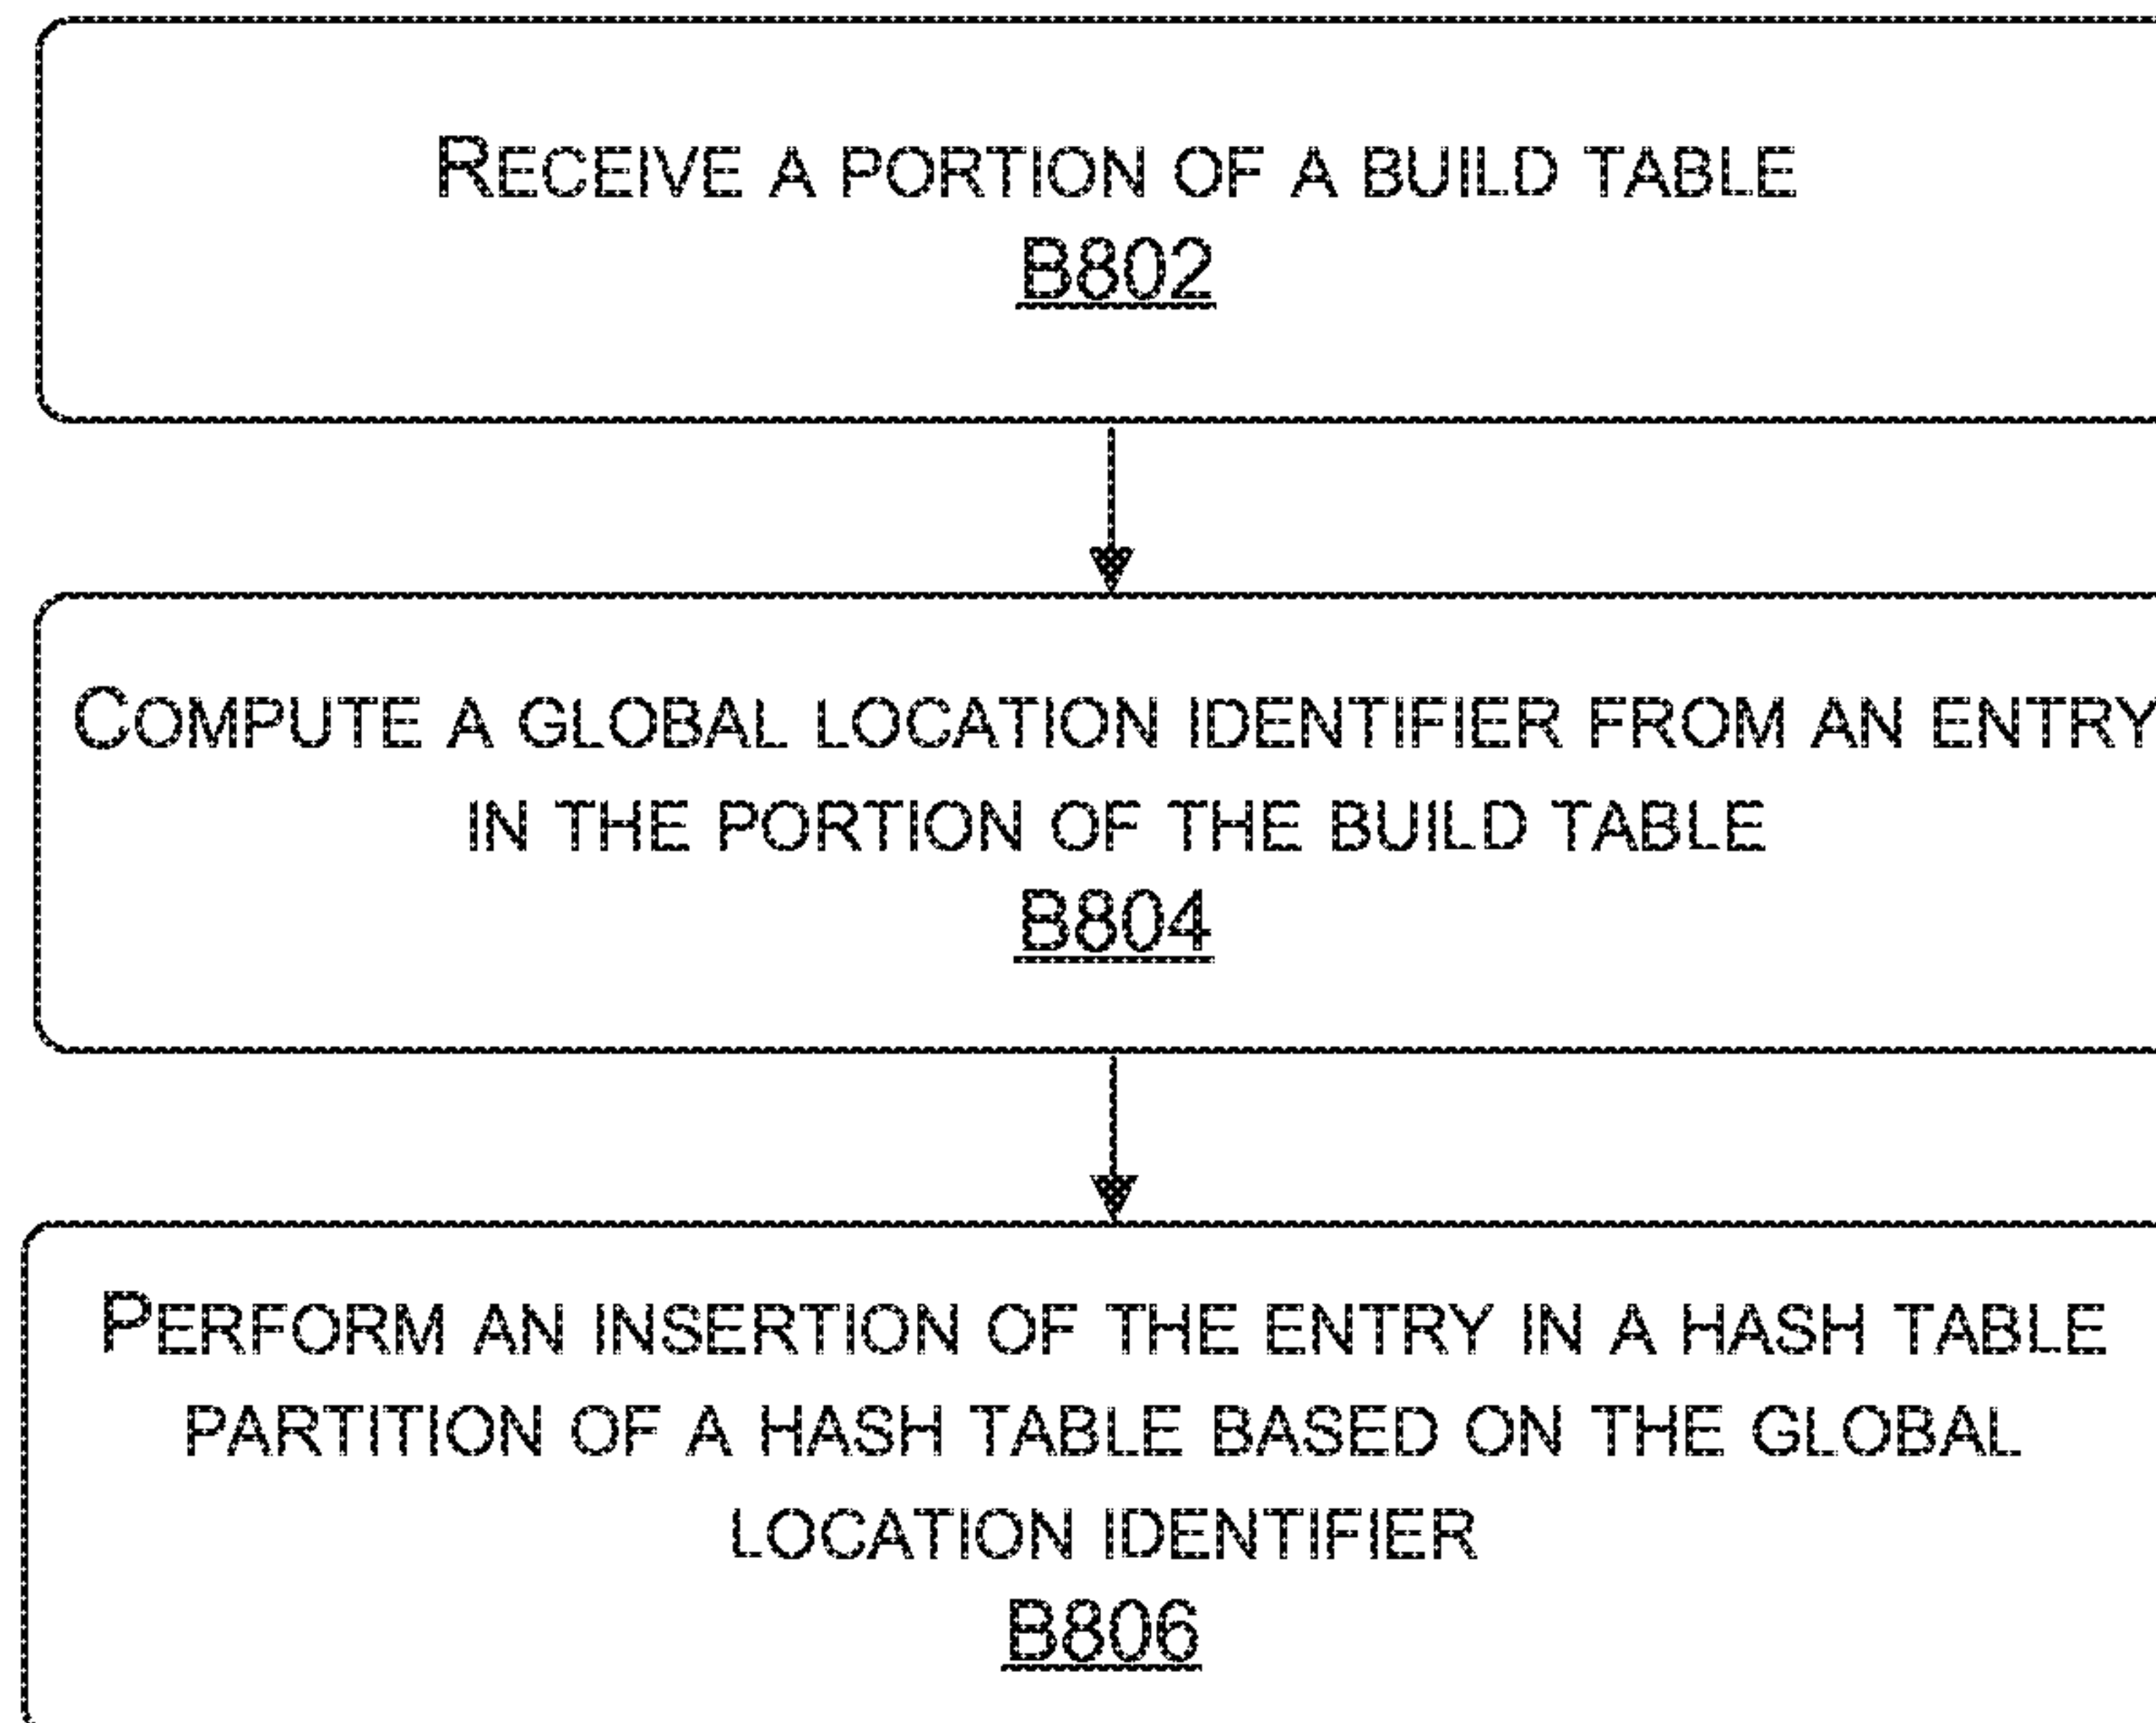 RECEIVE A PORTION OF A BUILD TABLE
B802
COMPUTE A GLOBAL LOCATION IDENTIFIER FROM AN ENTRY
IN THE PORTION OF THE BUILD TABLE
B804
PERFORM AN INSERTION OF THE ENTRY IN A HASH TABLE
PARTITION OF A HASH TABLE BASED ON THE GLOBAL
LOCATION IDENTIFIER
B806